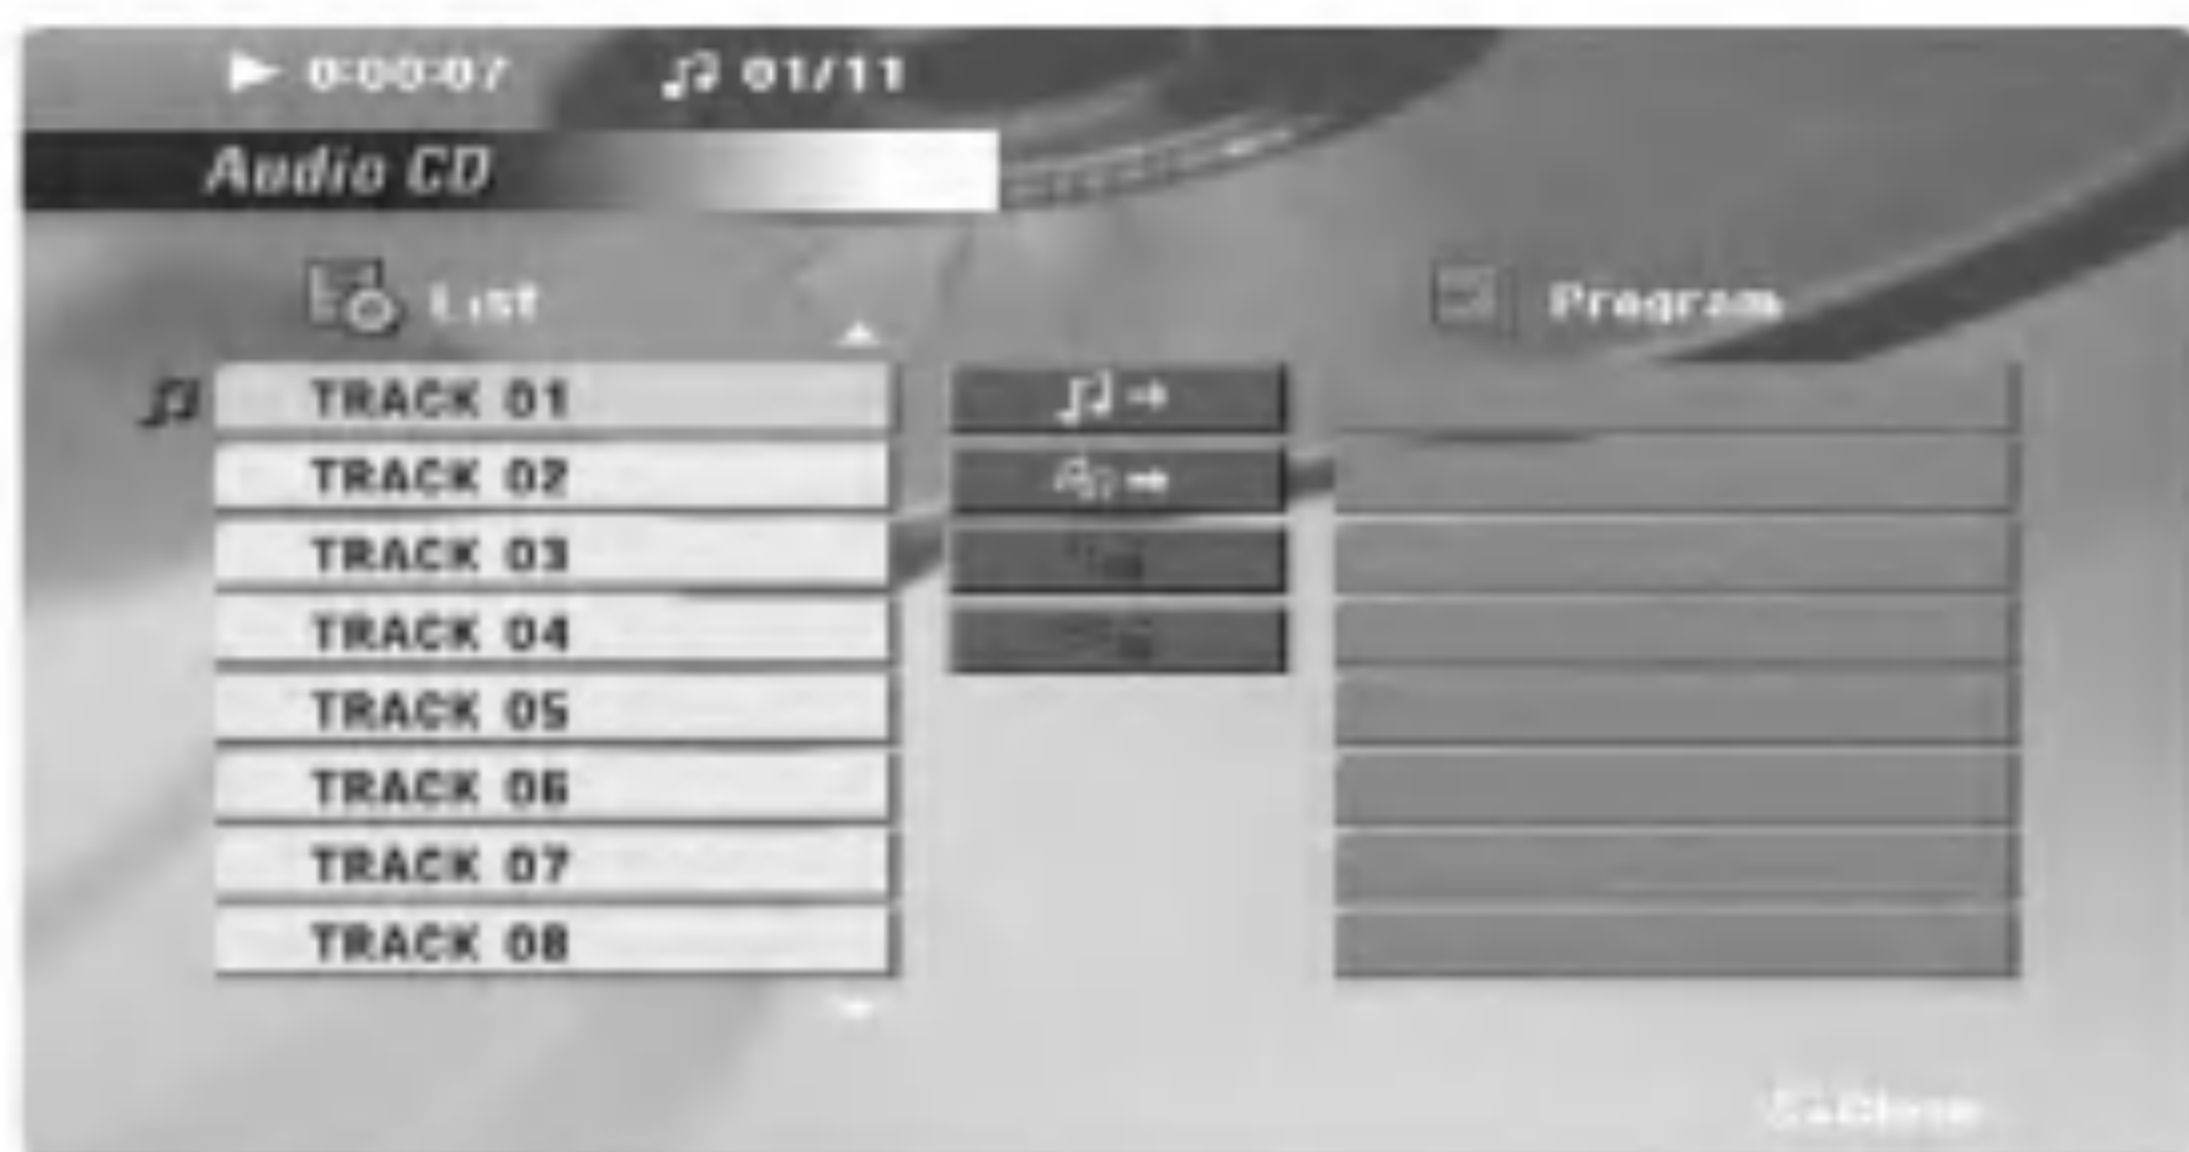 0:00:07 01/11
Audio CD
List Program
TRACK 01
TRACK 02
TRACK 03
TRACK 04
TRACK 05
TRACK 06
TRACK 07
TRACK 08
Close